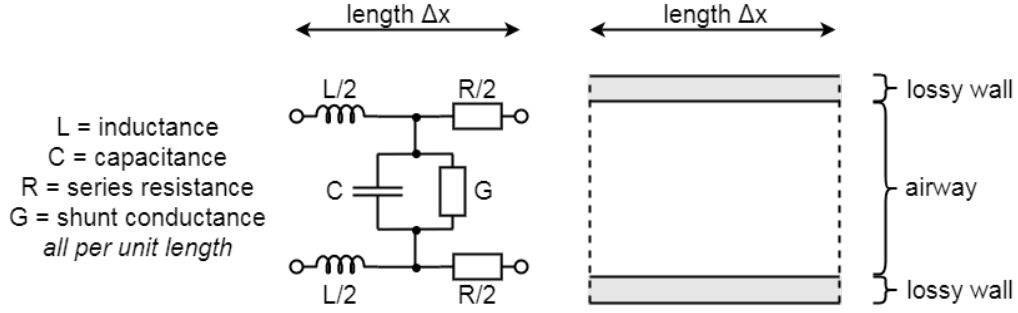 length Δx
length Δx
L/2
R/2
lossy wall
L = inductance
C = capacitance
R = series resistance
G = shunt conductance
all per unit length
C
G
airway
L/2
R/2
lossy wall